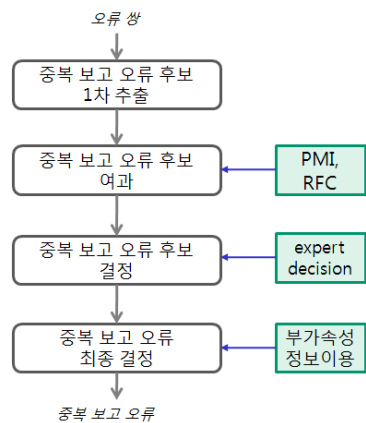 오류 쌍
중복 보고 오류 후보
1차 추출
중복 보고 오류 후보
여과
PMI,
RFC
중복 보고 오류 후보
결정
expert
decision
중복 보고 오류
최종 결정
부가속성
정보이용
중복 보고 오류